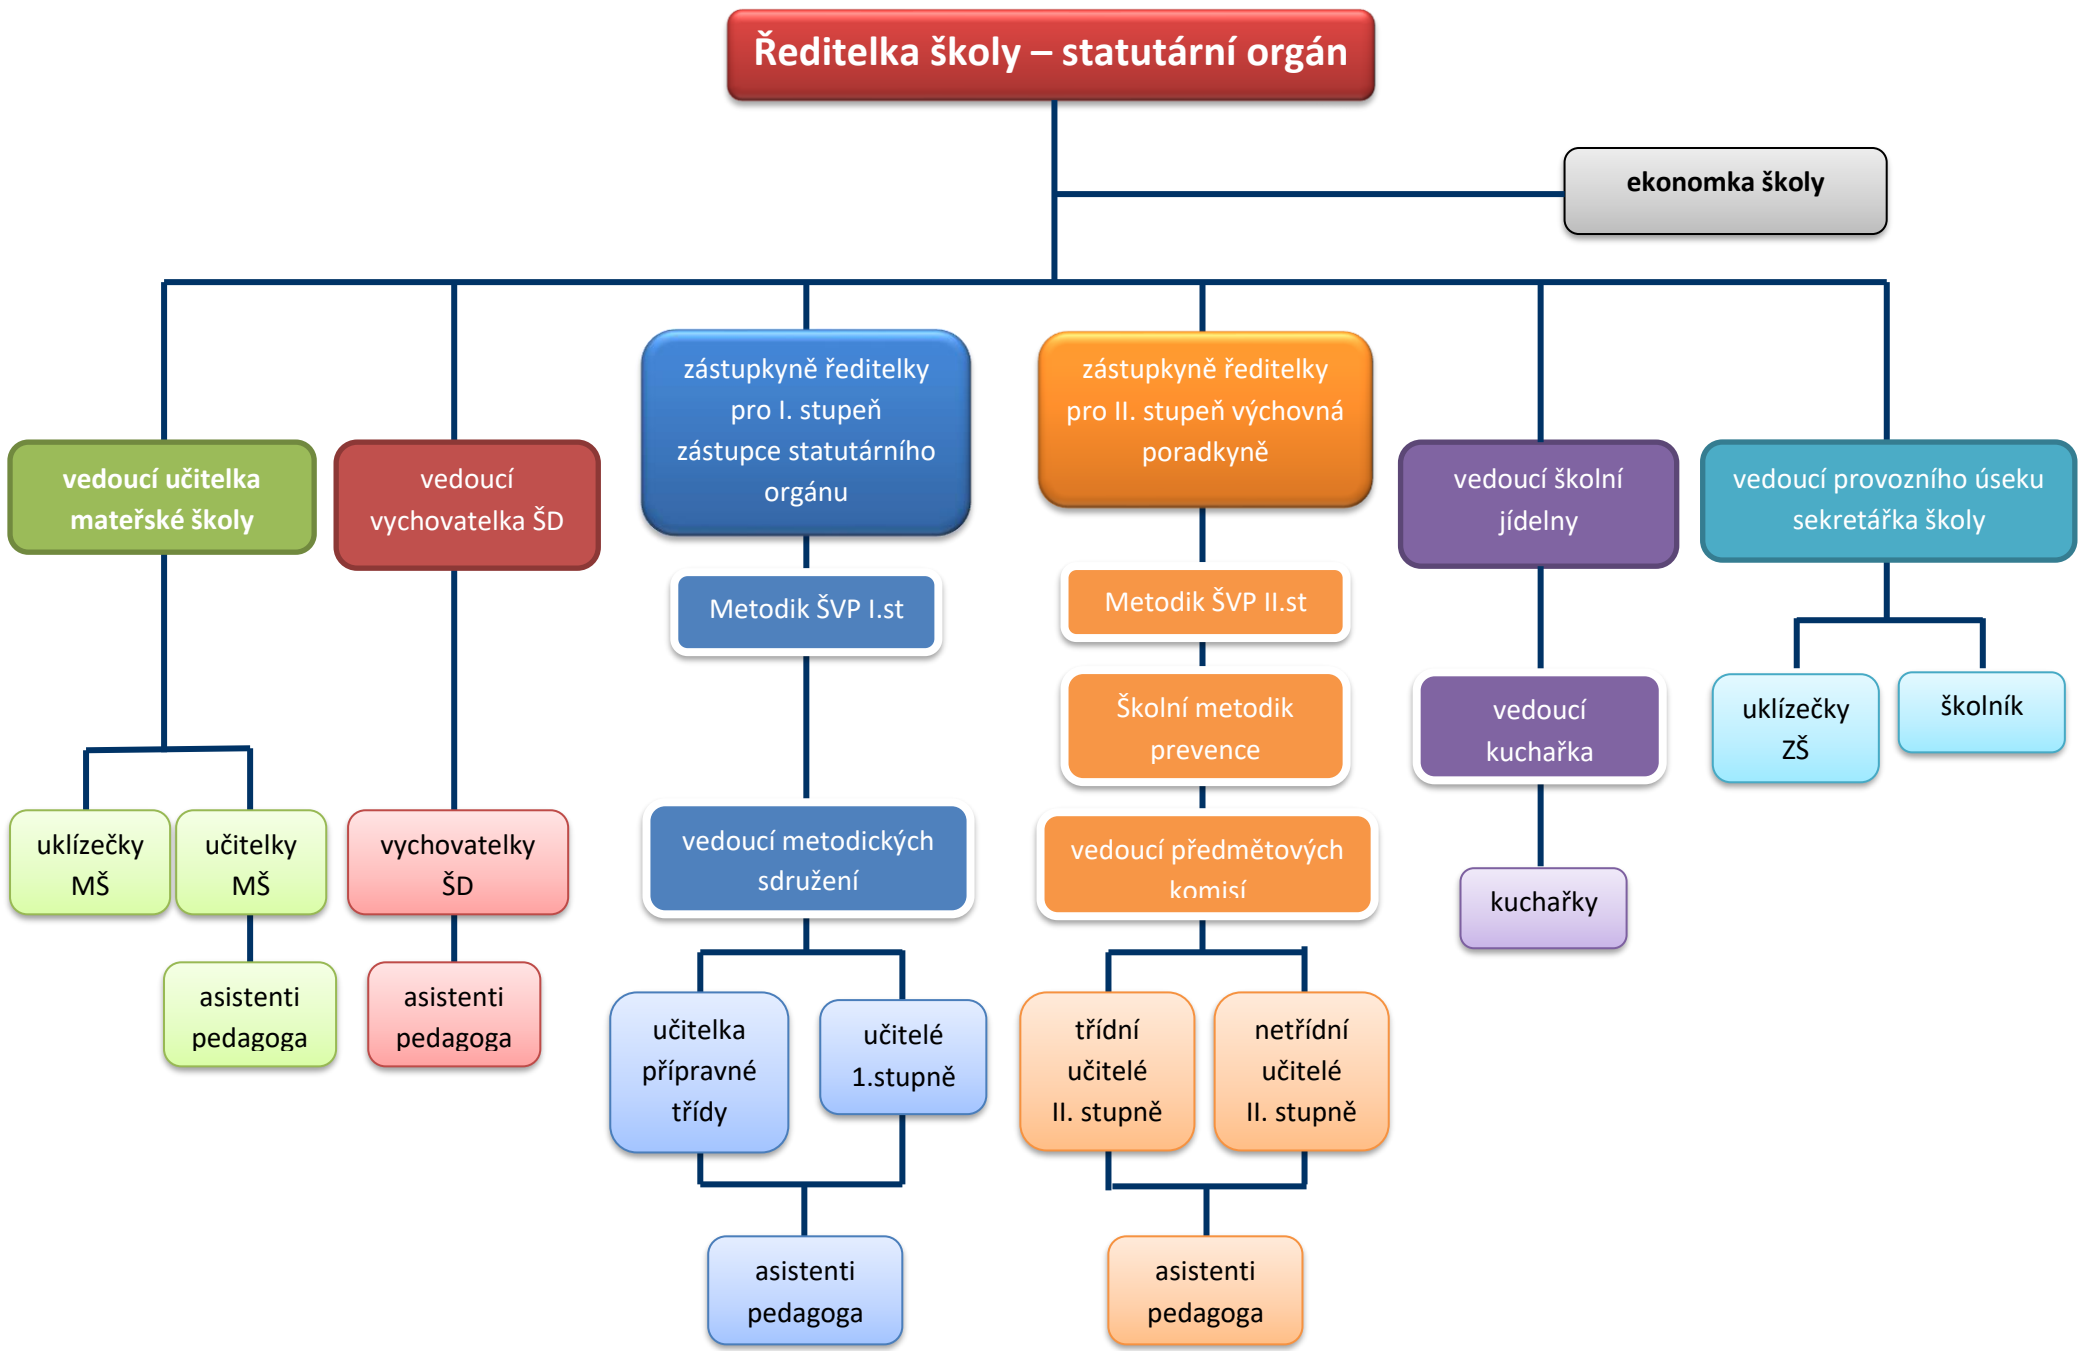 Ředitelka školy – statutární orgán
ekonomka školy
vedoucí učitelka
mateřské školy
uklízečky
MŠ
učitelky
MŠ
asistenti
pedagoga
vedoucí
vychovatelka ŠD
vychovatelky
ŠD
asistenti
pedagoga
zástupkyně ředitelky
pro I. stupeň
zástupce statutárního
orgánu
Metodik ŠVP I.st
vedoucí metodických
sdružení
učitelka
přípravné
třídy
učitelé
1.stupně
asistenti
pedagoga
zástupkyně ředitelky
pro II. stupeň výchovná
poradkyně
Metodik ŠVP II.st
Školní metodik
prevence
vedoucí předmětových
komisí
třídní
učitelé
II. stupně
netřídní
učitelé
II. stupně
asistenti
pedagoga
vedoucí školní
jídelny
vedoucí
kuchařka
kuchařky
vedoucí provozního úseku
sekretářka školy
uklízečky
ZŠ
školník